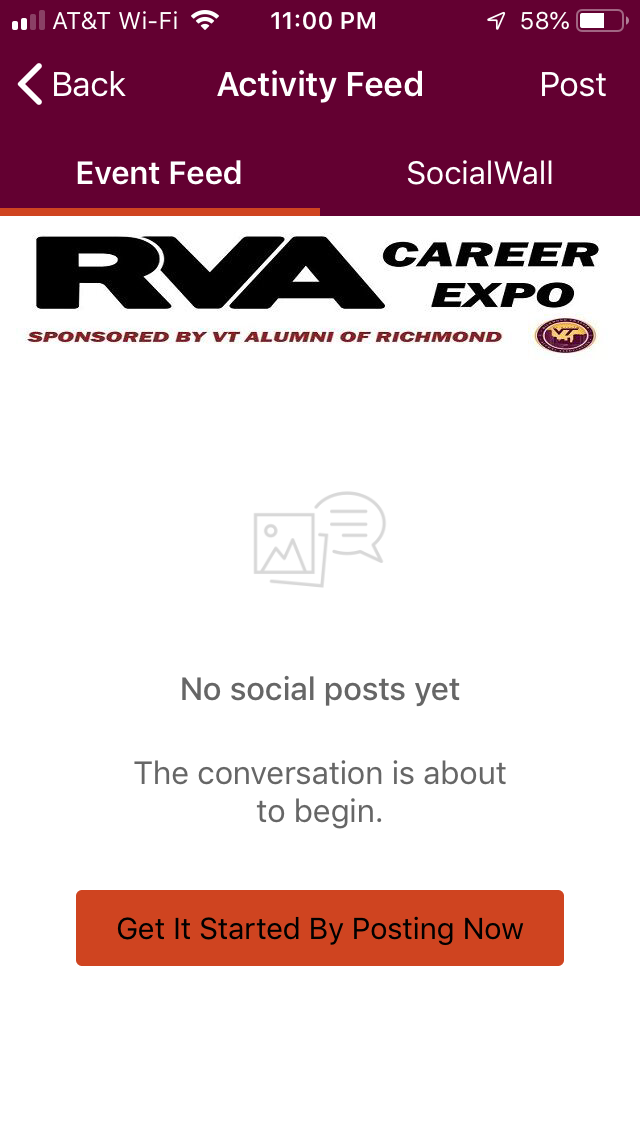 AT&T Wi-Fi 11:00 PM 58%
Back Activity Feed Post
Event Feed SocialWall
RVA CAREER
EXPO
SPONSORED BY VT ALUMNI OF RICHMOND
VT
No social posts yet
The conversation is about
to begin.
Get It Started By Posting Now